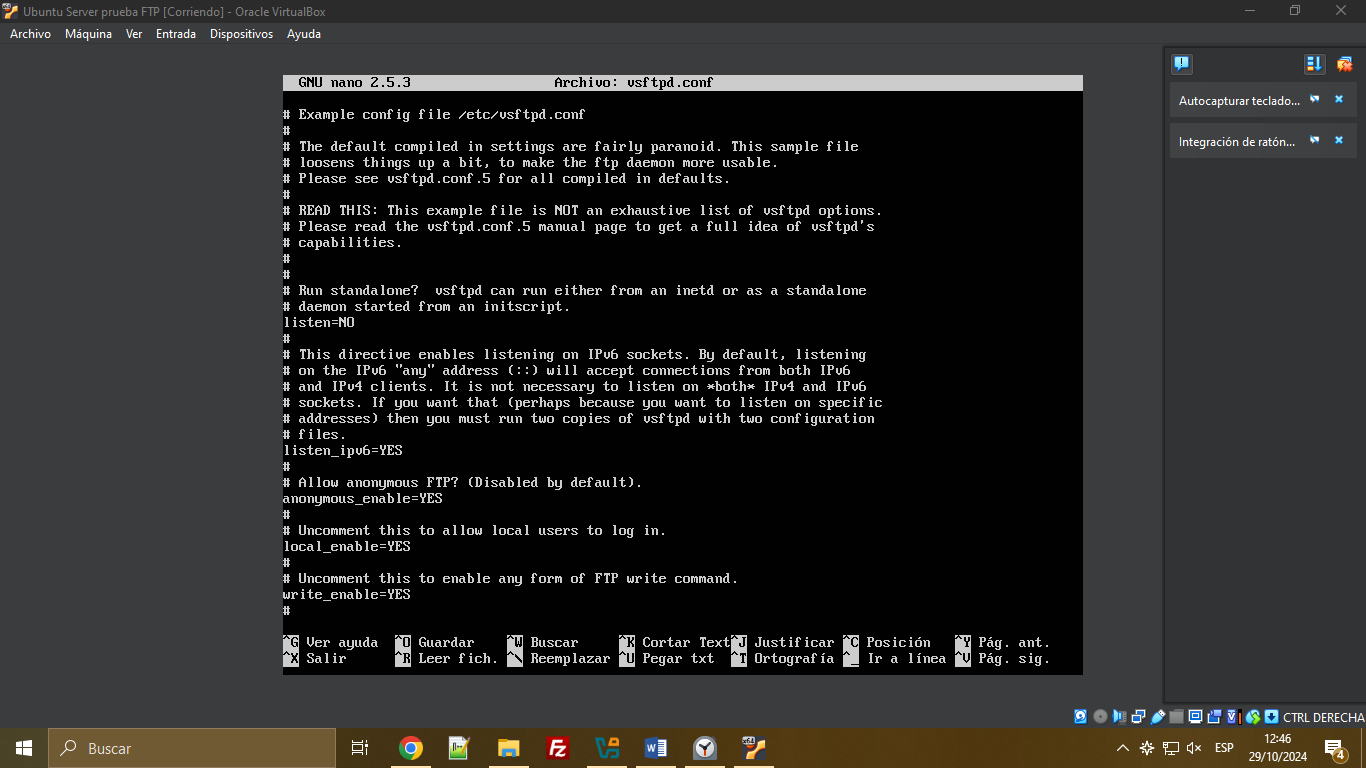 Ubuntu Server prueba FTP [Corriendo] - Oracle VirtualBox
Archivo Máquina Ver Entrada Dispositivos Ayuda
GNU nano 2.5.3 Archivo: vsftpd.conf
# Example config file /etc/vsftpd.conf
#
# The default compiled in settings are fairly paranoid. This sample file
# loosens things up a bit, to make the ftp daemon more usable.
# Please see vsftpd.conf.5 for all compiled in defaults.
#
# READ THIS: This example file is NOT an exhaustive list of vsftpd options.
# Please read the vsftpd.conf.5 manual page to get a full idea of vsftpd's
# capabilities.
#
#
# Run standalone?  vsftpd can run either from an inetd or as a standalone
# daemon started from an initscript.
listen=NO
#
# This directive enables listening on IPv6 sockets. By default, listening
# on the IPv6 "any" address (::) will accept connections from both IPv6
# and IPv4 clients. It is not necessary to listen on *both* IPv4 and IPv6
# sockets. If you want that (perhaps because you want to listen on specific
# addresses) then you must run two copies of vsftpd with two configuration
# files.
listen_ipv6=YES
#
# Allow anonymous FTP? (Disabled by default).
anonymous_enable=YES
#
# Uncomment this to allow local users to log in.
local_enable=YES
#
# Uncomment this to enable any form of FTP write command.
write_enable=YES
#
^G Ver ayuda ^O Guardar ^W Buscar ^K Cortar Text ^J Justificar ^C Posición ^Y Pág. ant.
^X Salir ^R Leer fich. ^\ Reemplazar ^U Pegar txt ^T Ortografía ^_ Ir a línea ^V Pág. sig.
Autocapturar teclado...
Integración de ratón...
CTRL DERECHA
Buscar
ESP
12:46
29/10/2024
4